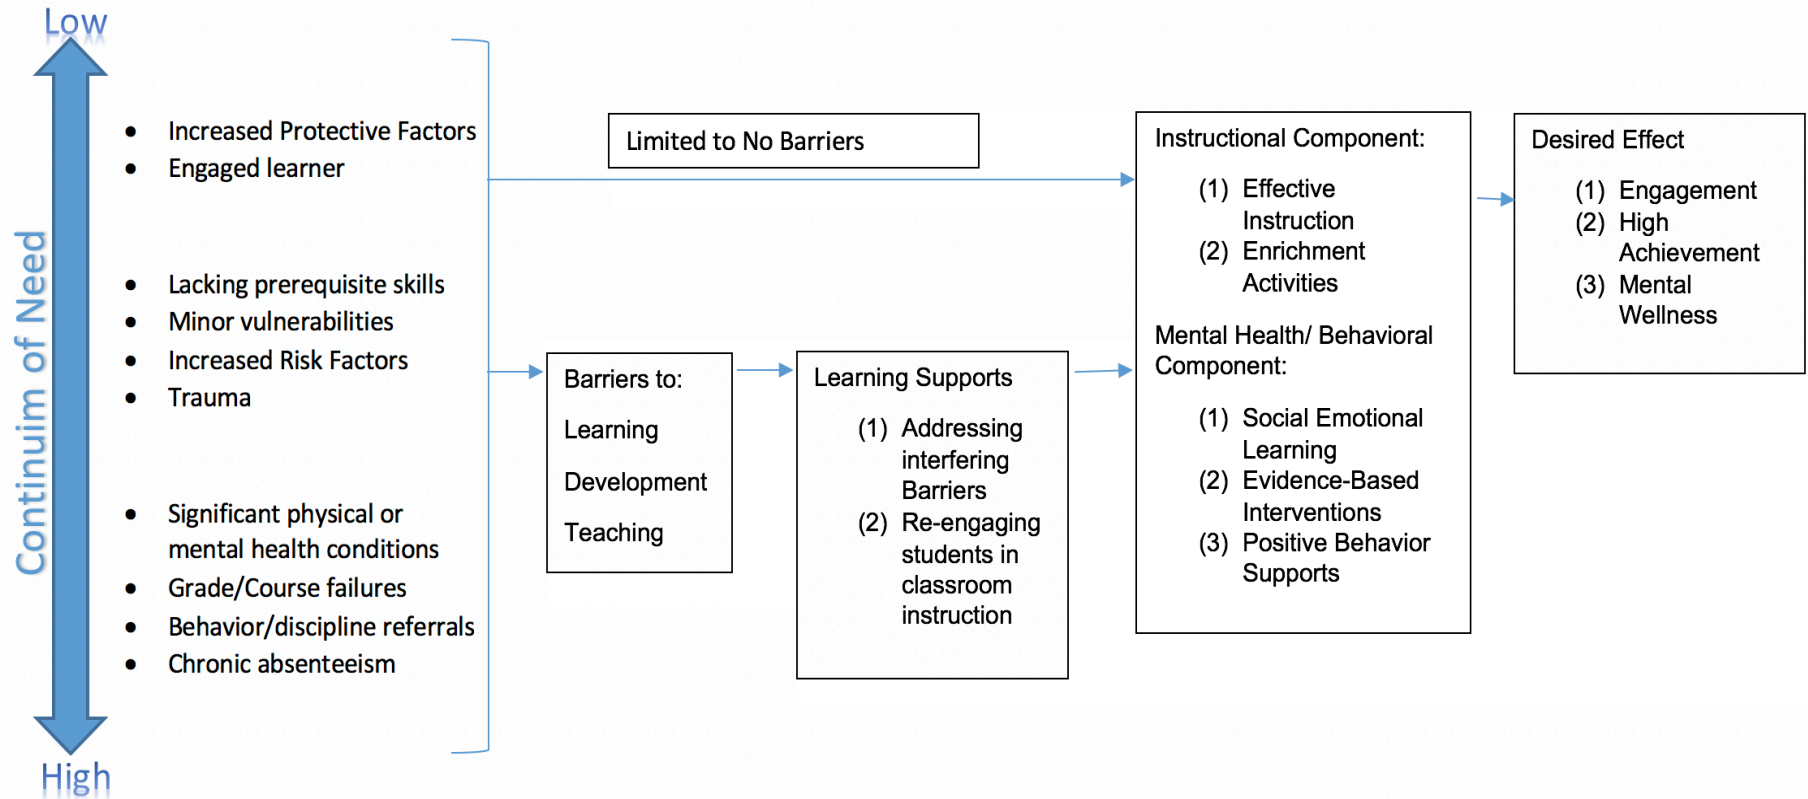 Low
Continuim of Need
• Increased Protective Factors
• Engaged learner
• Lacking prerequisite skills
• Minor vulnerabilities
• Increased Risk Factors
• Trauma
• Significant physical or
mental health conditions
• Grade/Course failures
• Behavior/discipline referrals
• Chronic absenteeism
High
Limited to No Barriers
Barriers to:
Learning
Development
Teaching
Learning Supports
(1) Addressing
interfering
Barriers
(2) Re-engaging
students in
classroom
instruction
Instructional Component:
(1) Effective
Instruction
(2) Enrichment
Activities
Mental Health/ Behavioral
Component:
(1) Social Emotional
Learning
(2) Evidence-Based
Interventions
(3) Positive Behavior
Supports
Desired Effect
(1) Engagement
(2) High
Achievement
(3) Mental
Wellness